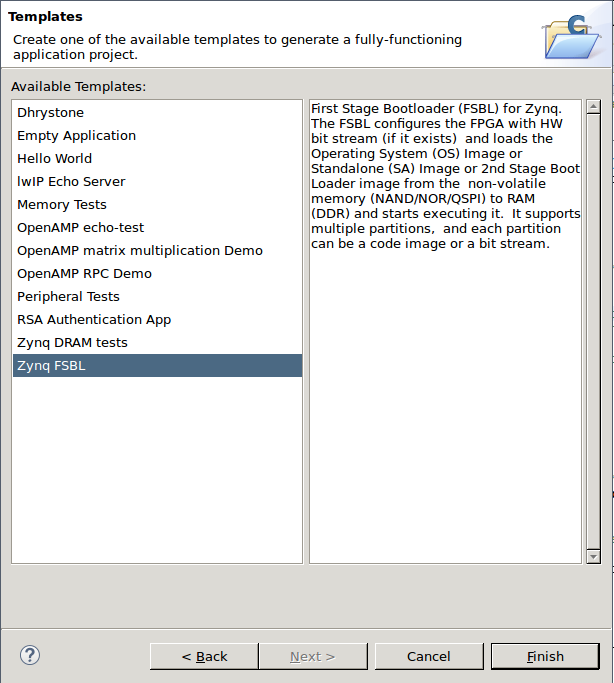 Templates
Create one of the available templates to generate a fully-functioning
application project.
C
Available Templates:
Dhrystone
Empty Application
Hello World
lwIP Echo Server
Memory Tests
OpenAMP echo-test
OpenAMP matrix multiplication Demo
OpenAMP RPC Demo
Peripheral Tests
RSA Authentication App
Zynq DRAM tests
Zynq FSBL
First Stage Bootloader (FSBL) for Zynq.
The FSBL configures the FPGA with HW
bit stream (if it exists)  and loads the
Operating System (OS) Image or
Standalone (SA) Image or 2nd Stage Boot
Loader image from the  non-volatile
memory (NAND/NOR/QSPI) to RAM
(DDR) and starts executing it.  It supports
multiple partitions,  and each partition
can be a code image or a bit stream.
?
< Back
Next >
Cancel
Finish